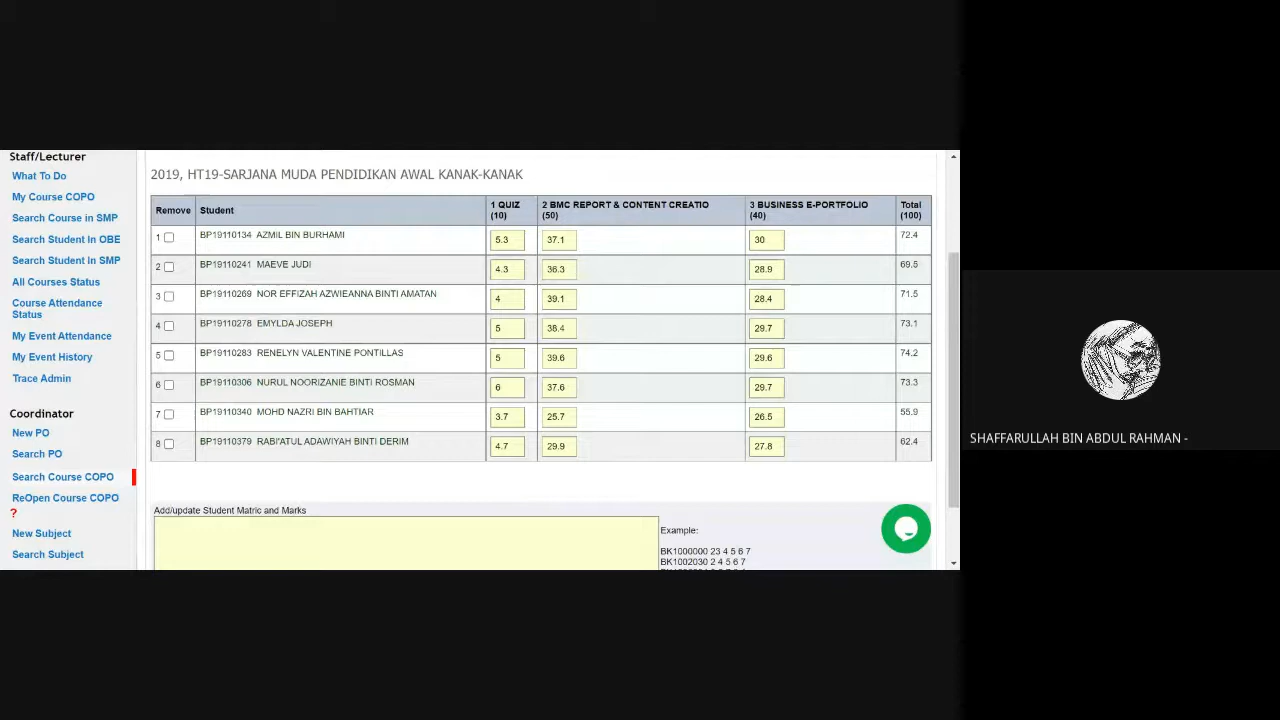 Staff/Lecturer
What To Do
My Course COPO
Search Course in SMP
Search Student In OBE
Search Student in SMP
All Courses Status
Course Attendance
Status
My Event Attendance
My Event History
Trace Admin
Coordinator
New PO
Search PO
Search Course COPO
ReOpen Course COPO
?
New Subject
Search Subject
2019, HT19-SARJANA MUDA PENDIDIKAN AWAL KANAK-KANAK
Remove Student 1 QUIZ (10) 2 BMC REPORT & CONTENT CREATIO (50) 3 BUSINESS E-PORTFOLIO (40) Total (100)
1 BP19110134 AZMIL BIN BURHAMI 5.3 37.1 30 72.4
2 BP19110241 MAEVE JUDI 4.3 36.3 28.9 69.5
3 BP19110269 NOR EFFIZAH AZWIEANNA BINTI AMATAN 4 39.1 28.4 71.5
4 BP19110278 EMYLDA JOSEPH 5 38.4 29.7 73.1
5 BP19110283 RENELYN VALENTINE PONTILLAS 5 39.6 29.6 74.2
6 BP19110306 NURUL NOORIZANIE BINTI ROSMAN 6 37.6 29.7 73.3
7 BP19110340 MOHD NAZRI BIN BAHTIAR 3.7 25.7 26.5 55.9
8 BP19110379 RABI'ATUL ADAWIYAH BINTI DERIM 4.7 29.9 27.8 62.4
Add/update Student Matric and Marks
Example:
BK1000000 23 4 5 6 7
BK1002030 2 4 5 6 7
SHAFFARULLAH BIN ABDUL RAHMAN -